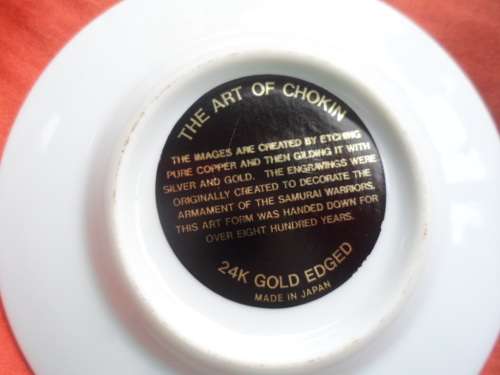 THE ART OF CHOKIN
THE IMAGES ARE CREATED BY ETCHING
PURE COPPER AND THEN GILDING IT WITH
SILVER AND GOLD. THE ENGRAVINGS WERE
ORIGINALLY CREATED TO DECORATE THE
ARMAMENT OF THE SAMURAI WARRIORS.
THIS ART FORM WAS HANDED DOWN FOR
OVER EIGHT HUNDRED YEARS.
24K GOLD EDGED
MADE IN JAPAN